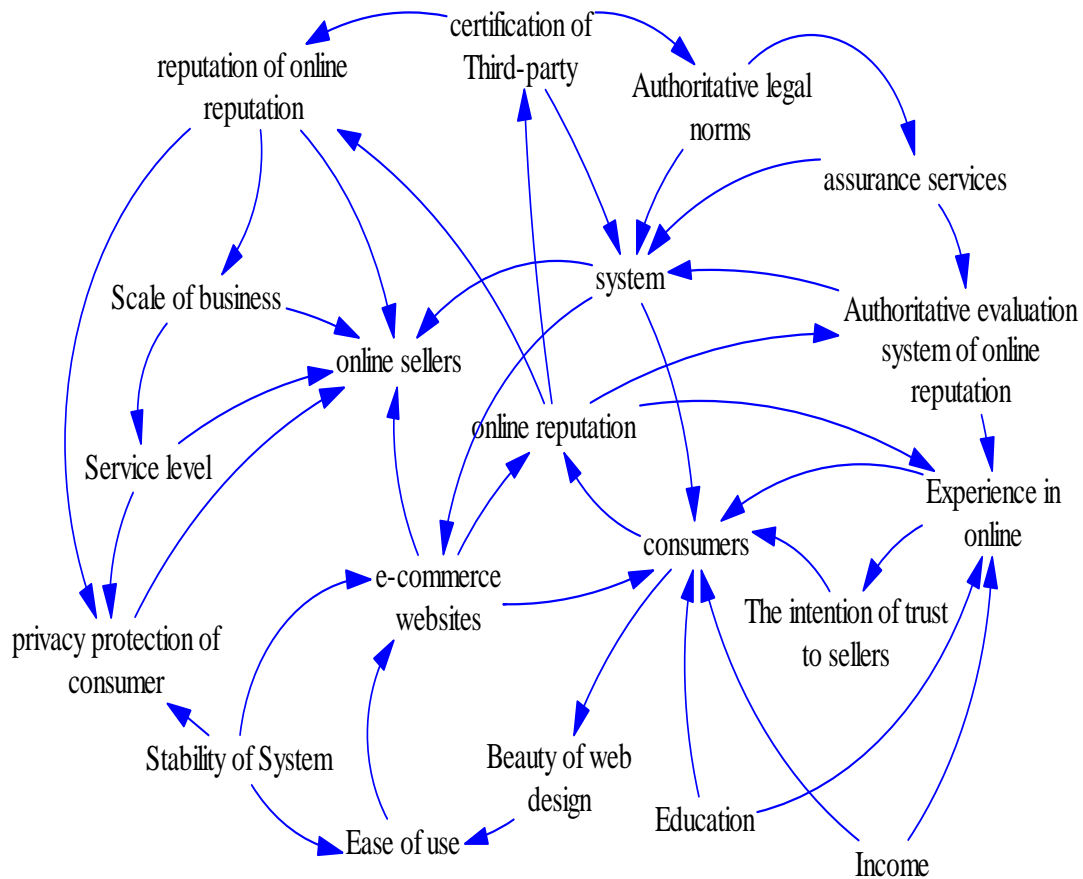 certification of
Third-party
reputation of online
reputation
Authoritative legal
norms
assurance services
system
Scale of business
Authoritative evaluation
system of online
reputation
online sellers
online reputation
Service level
Experience in
online
consumers
e-commerce
websites
The intention of trust
to sellers
privacy protection of
consumer
Stability of System
Beauty of web
design
Education
Ease of use
Income